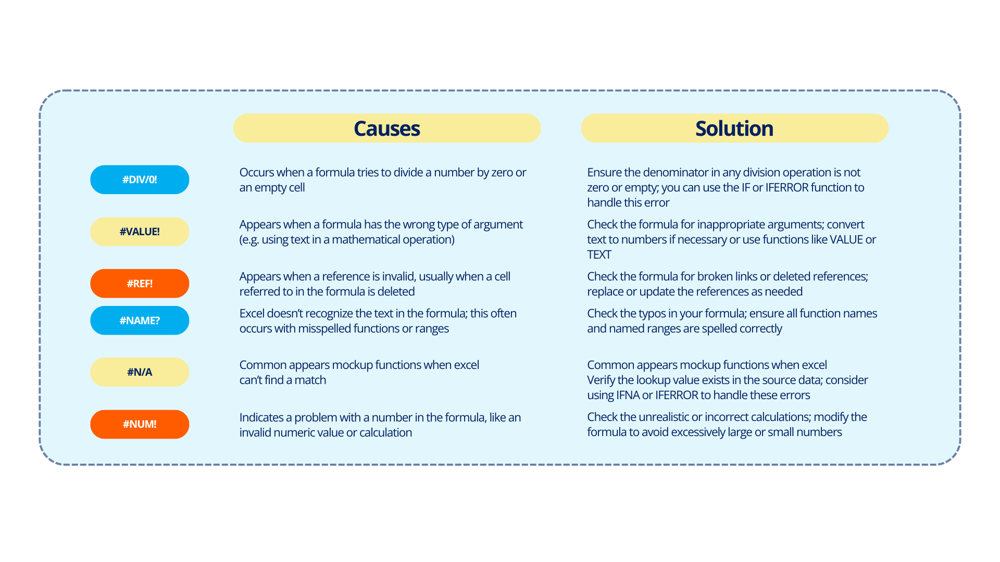 Causes
Solution
#DIV/0!
Occurs when a formula tries to divide a number by zero or
an empty cell
Ensure the denominator in any division operation is not
zero or empty; you can use the IF or IFERROR function to
handle this error
#VALUE!
Appears when a formula has the wrong type of argument
(e.g. using text in a mathematical operation)
Check the formula for inappropriate arguments; convert
text to numbers if necessary or use functions like VALUE or
TEXT
#REF!
Appears when a reference is invalid, usually when a cell
referred to in the formula is deleted
Check the formula for broken links or deleted references;
replace or update the references as needed
#NAME?
Excel doesn’t recognize the text in the formula; this often
occurs with misspelled functions or ranges
Check the typos in your formula; ensure all function names
and named ranges are spelled correctly
#N/A
Common appears mockup functions when excel
can’t find a match
Common appears mockup functions when excel
Verify the lookup value exists in the source data; consider
using IFNA or IFERROR to handle these errors
#NUM!
Indicates a problem with a number in the formula, like an
invalid numeric value or calculation
Check the unrealistic or incorrect calculations; modify the
formula to avoid excessively large or small numbers